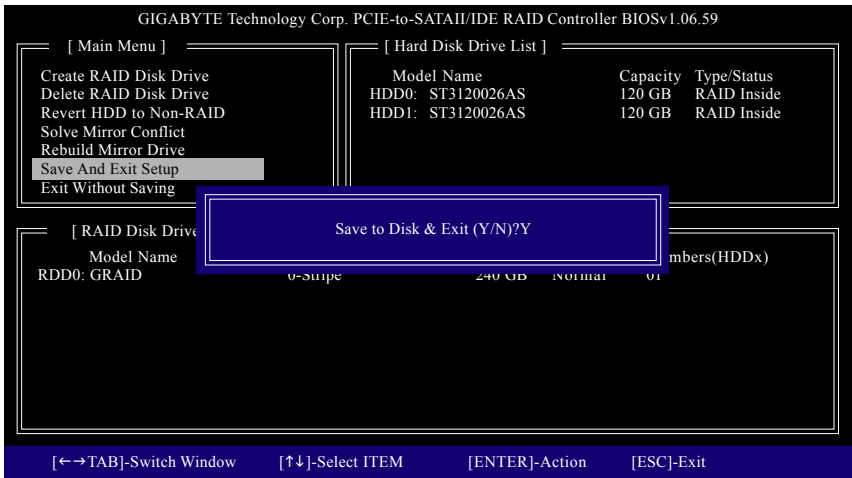 GIGABYTE Technology Corp. PCIE-to-SATAII/IDE RAID Controller BIOSv1.06.59
[ Main Menu ]
Create RAID Disk Drive
Delete RAID Disk Drive
Revert HDD to Non-RAID
Solve Mirror Conflict
Rebuild Mirror Drive
Save And Exit Setup
Exit Without Saving
[ Hard Disk Drive List ]
Model Name Capacity Type/Status
HDD0: ST3120026AS 120 GB RAID Inside
HDD1: ST3120026AS 120 GB RAID Inside
Save to Disk & Exit (Y/N)?Y
[ RAID Disk Drive
Model Name mbers(HDDx)
RDD0: GRAID 0-Stripe 240 GB Normal 01
[←→TAB]-Switch Window [↑↓]-Select ITEM [ENTER]-Action [ESC]-Exit